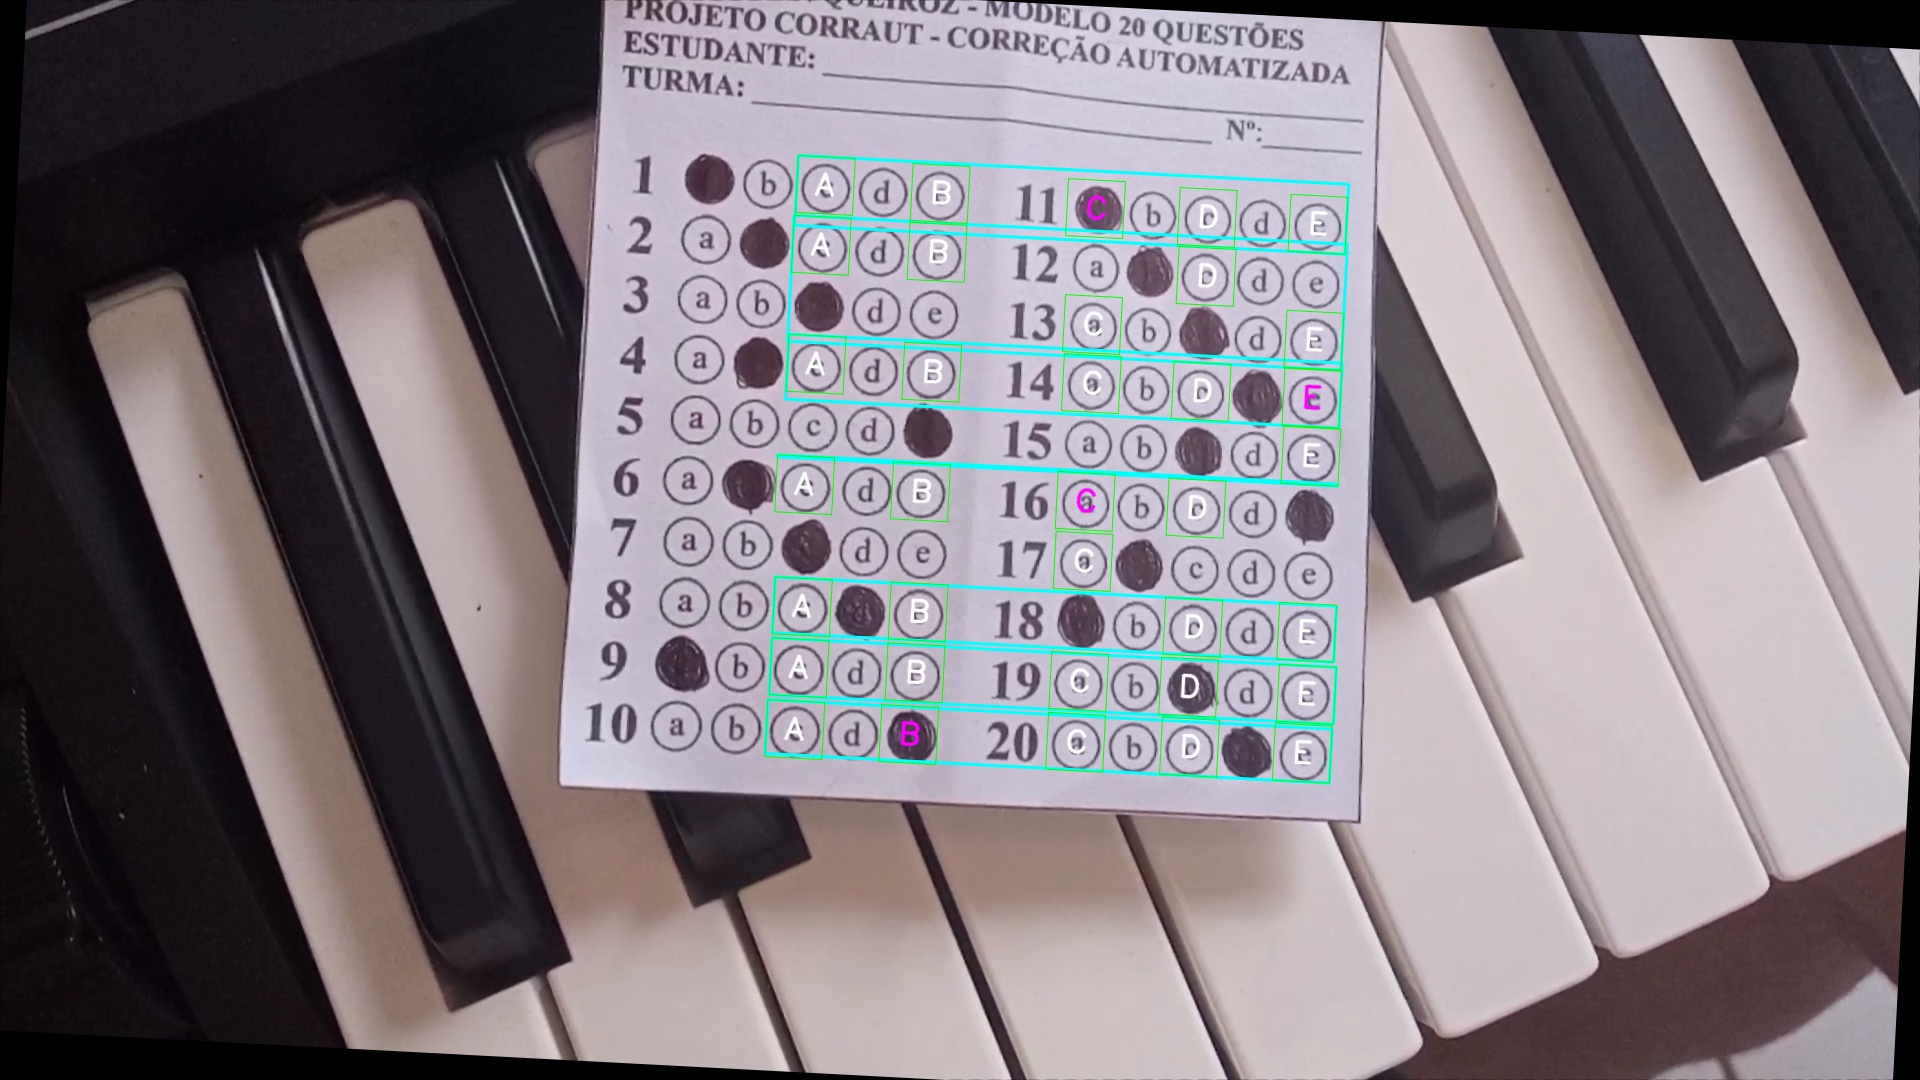 - MODELO 20 QUESTÕES
PROJETO CORRAUT - CORREÇÃO AUTOMATIZADA
ESTUDANTE:
TURMA:
Nº:
1 b A d B 11 C b D d E
2 a A d B 12 a D d e
3 a b d e 13 C b d E
4 a A d B 14 C b D E
5 a b c d 15 a b d E
6 a A d B 16 C b D d
7 a b d e 17 C c d e
8 a b A B 18 b D d E
9 b A d B 19 C b D d E
10 a b A d B 20 C b D E